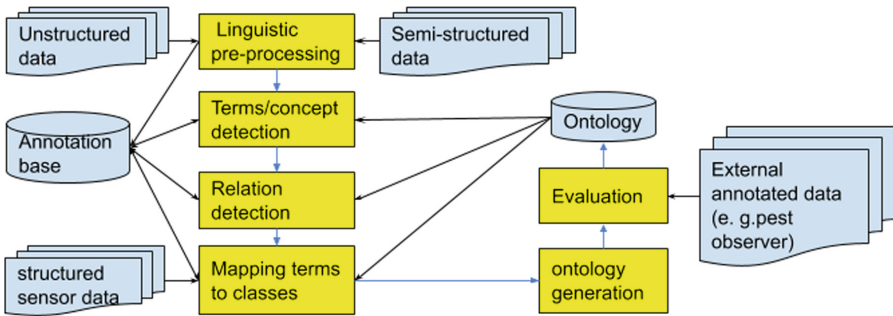 Unstructured
data
Linguistic
pre-processing
Semi-structured
data
Annotation
base
Terms/concept
detection
Ontology
Relation
detection
Evaluation
External
annotated data
(e. g.pest
observer)
structured
sensor data
Mapping terms
to classes
ontology
generation